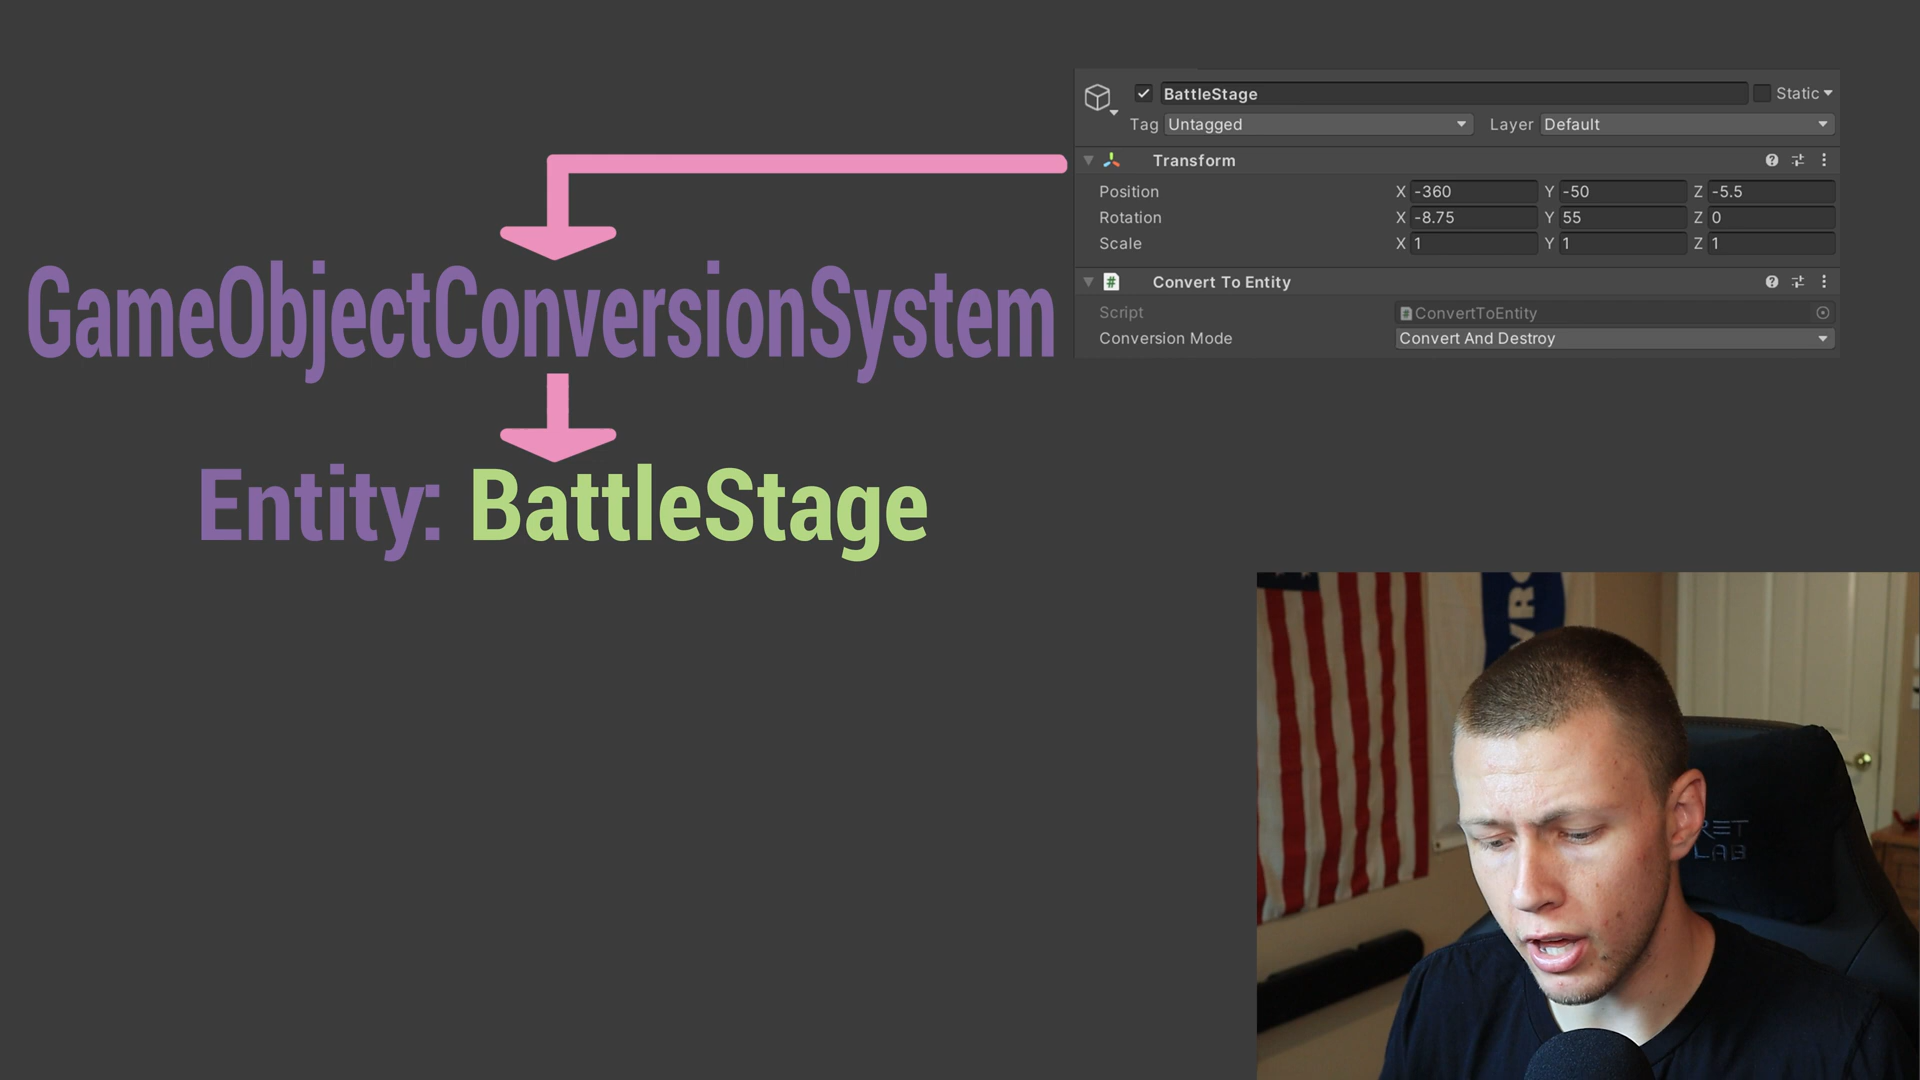 BattleStage
Static
Tag Untagged Layer Default
Transform
Position X -360 Y -50 Z -5.5
Rotation X -8.75 Y 55 Z 0
Scale X 1 Y 1 Z 1
GameObjectConversionSystem
Convert To Entity
Script ConvertToEntity
Conversion Mode Convert And Destroy
Entity: BattleStage
LAB